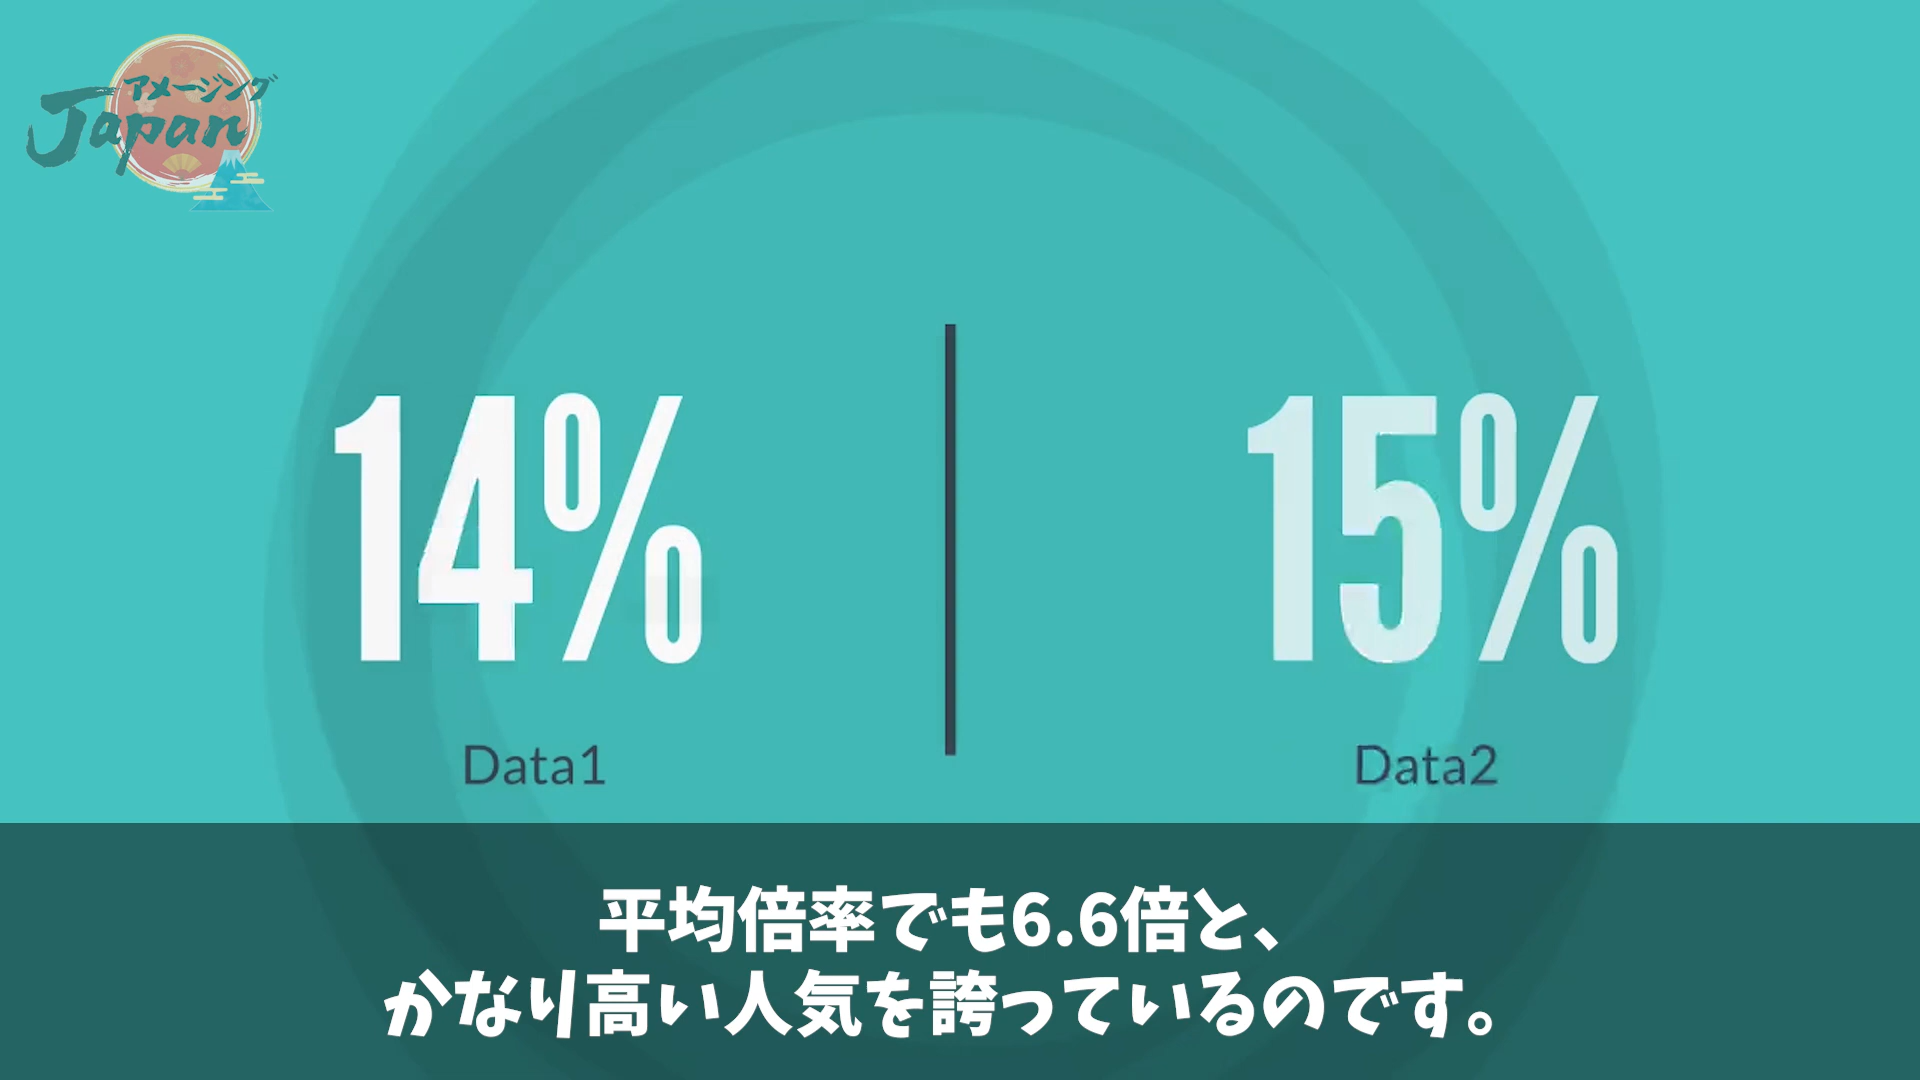 アメージング
Japan
14%
15%
Data1
Data2
平均倍率でも6.6倍と、
かなり高い人気を誇っているのです。